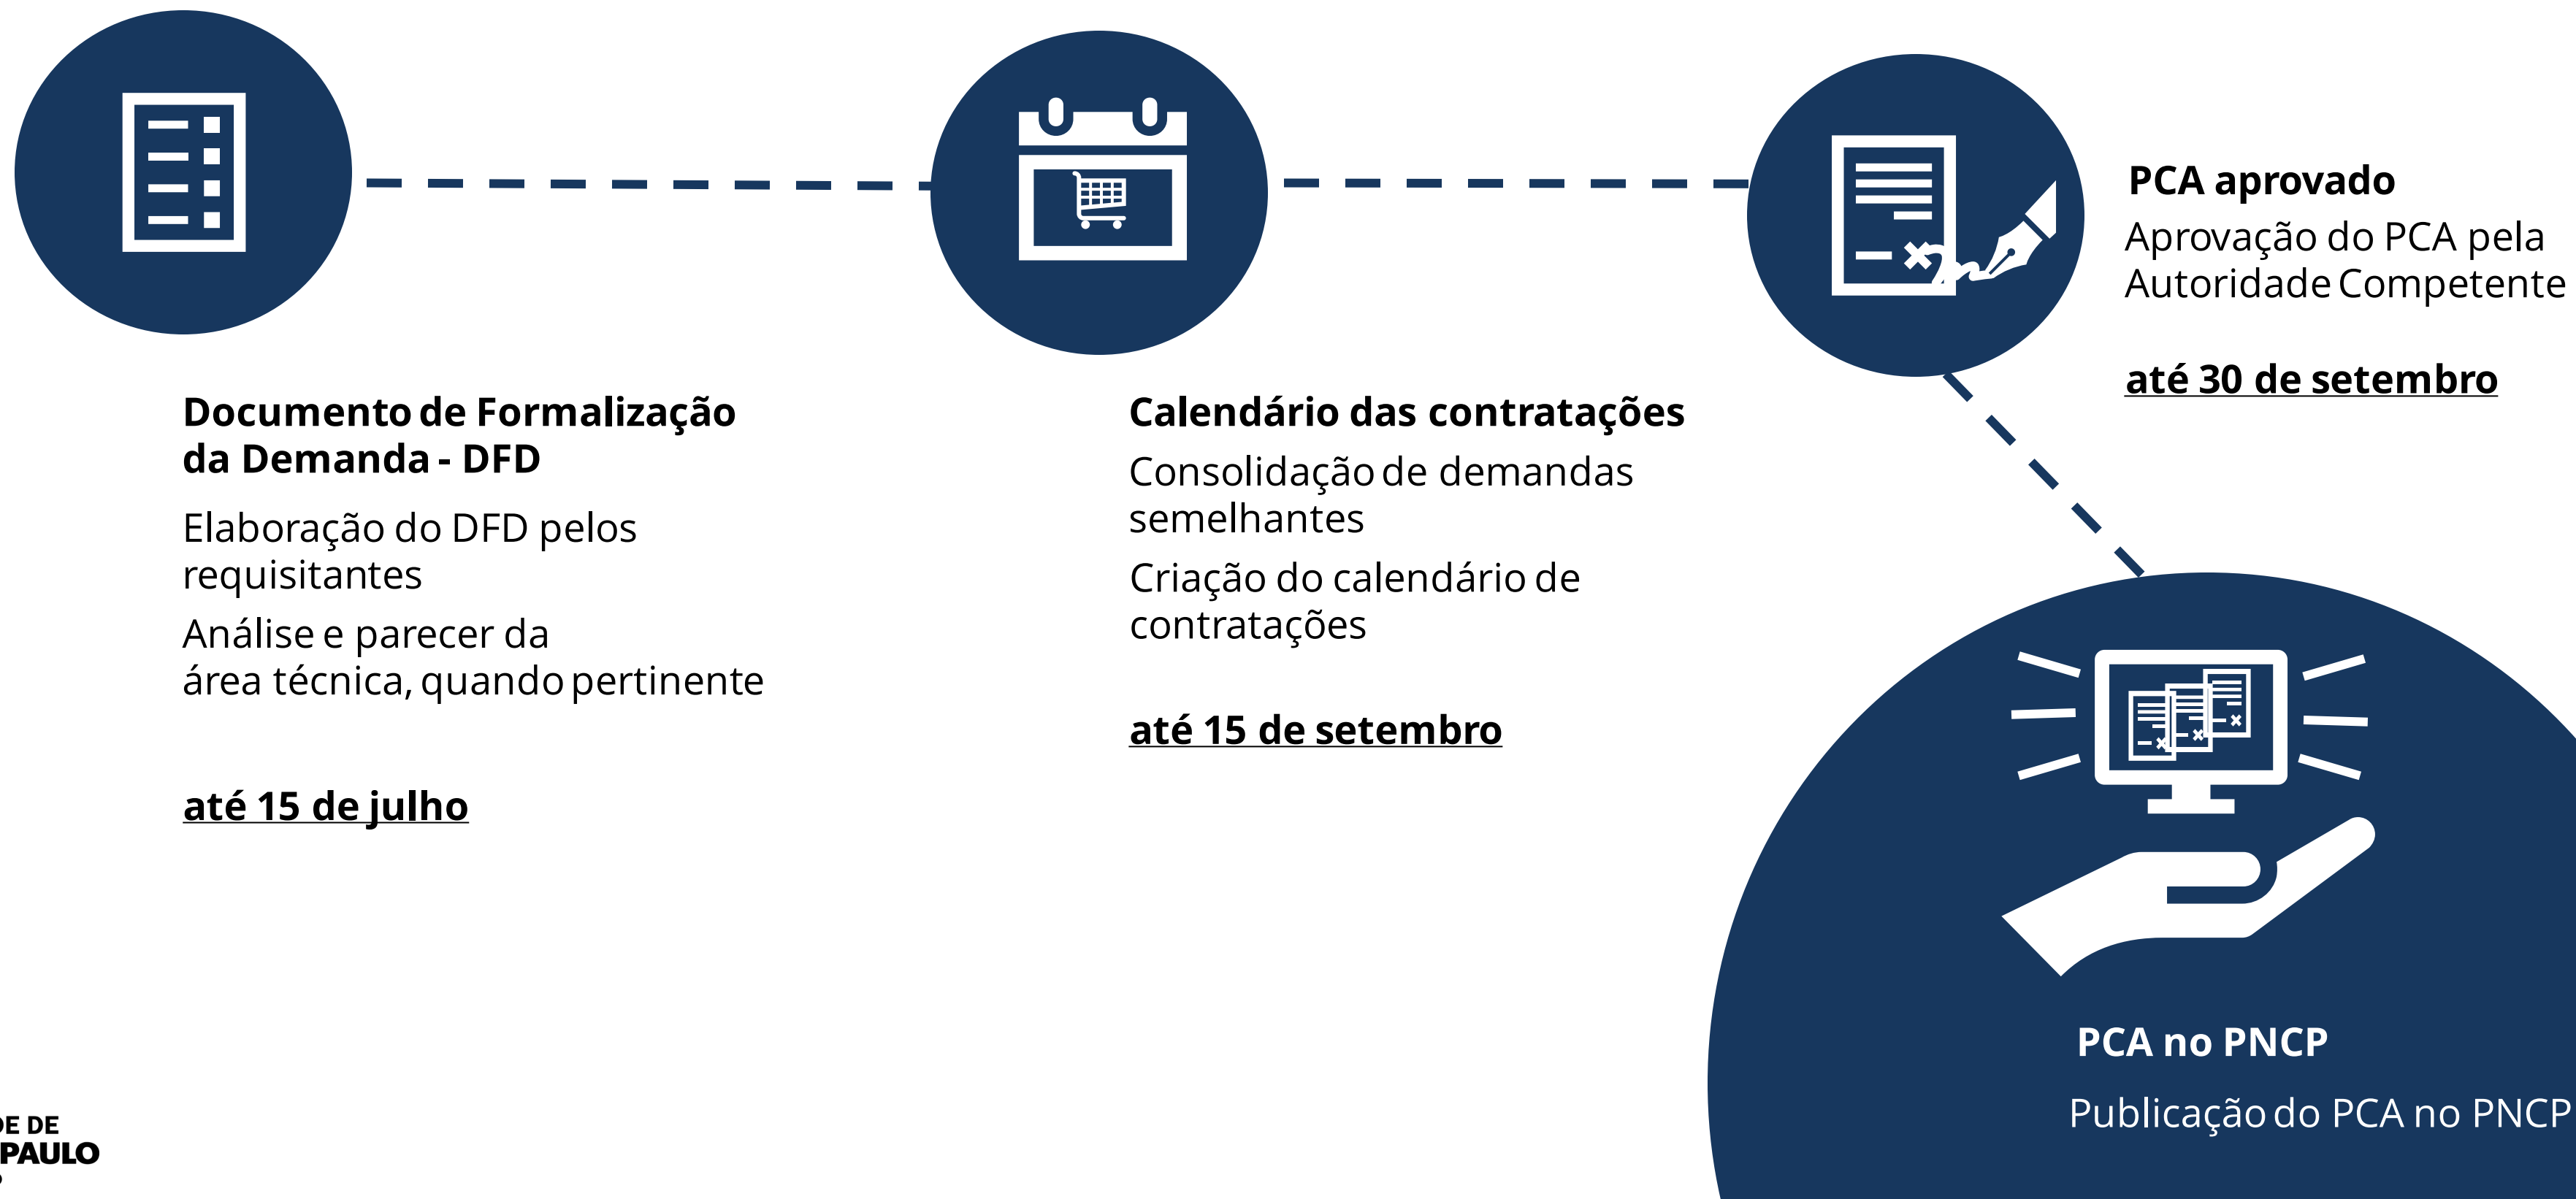 Documento de Formalização
da Demanda - DFD
Elaboração do DFD pelos
requisitantes
Análise e parecer da
área técnica, quando pertinente
até 15 de julho
Calendário das contratações
Consolidação de demandas
semelhantes
Criação do calendário de
contratações
até 15 de setembro
PCA aprovado
Aprovação do PCA pela
Autoridade Competente
até 30 de setembro
PCA no PNCP
Publicação do PCA no PNCP
DE DE
PAULO